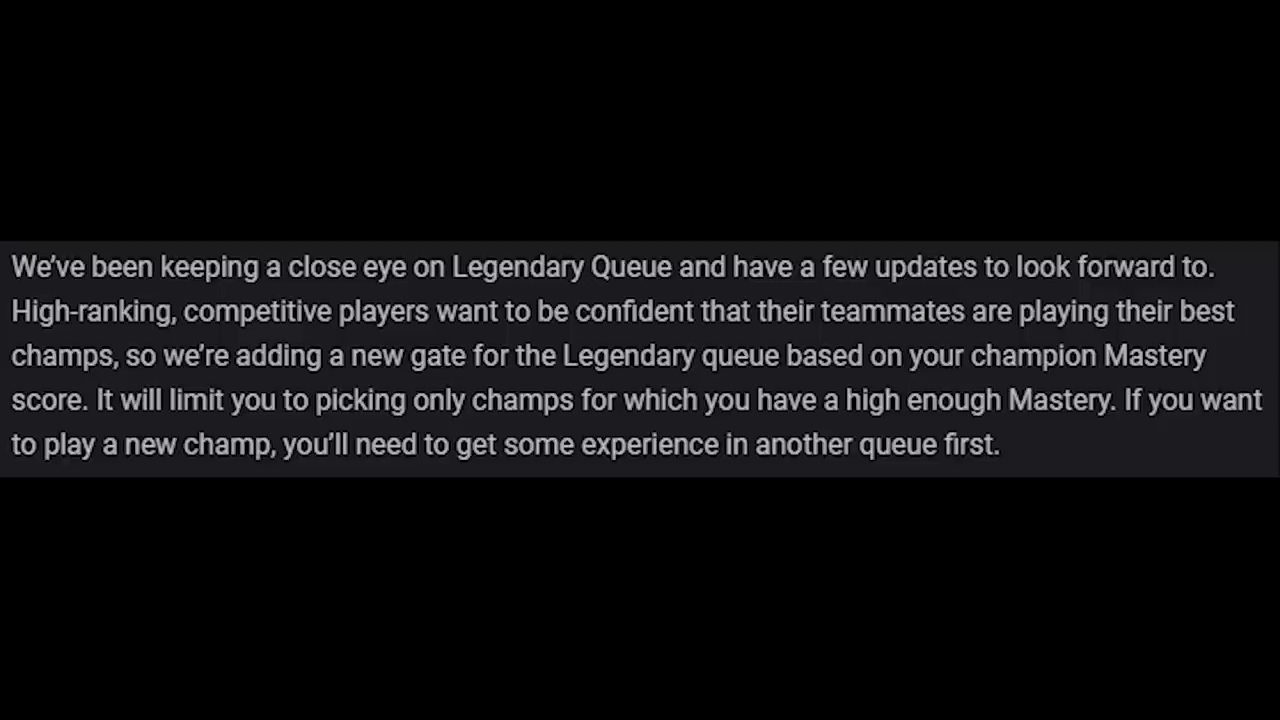 We’ve been keeping a close eye on Legendary Queue and have a few updates to look forward to.
High-ranking, competitive players want to be confident that their teammates are playing their best
champs, so we’re adding a new gate for the Legendary queue based on your champion Mastery
score. It will limit you to picking only champs for which you have a high enough Mastery. If you want
to play a new champ, you’ll need to get some experience in another queue first.